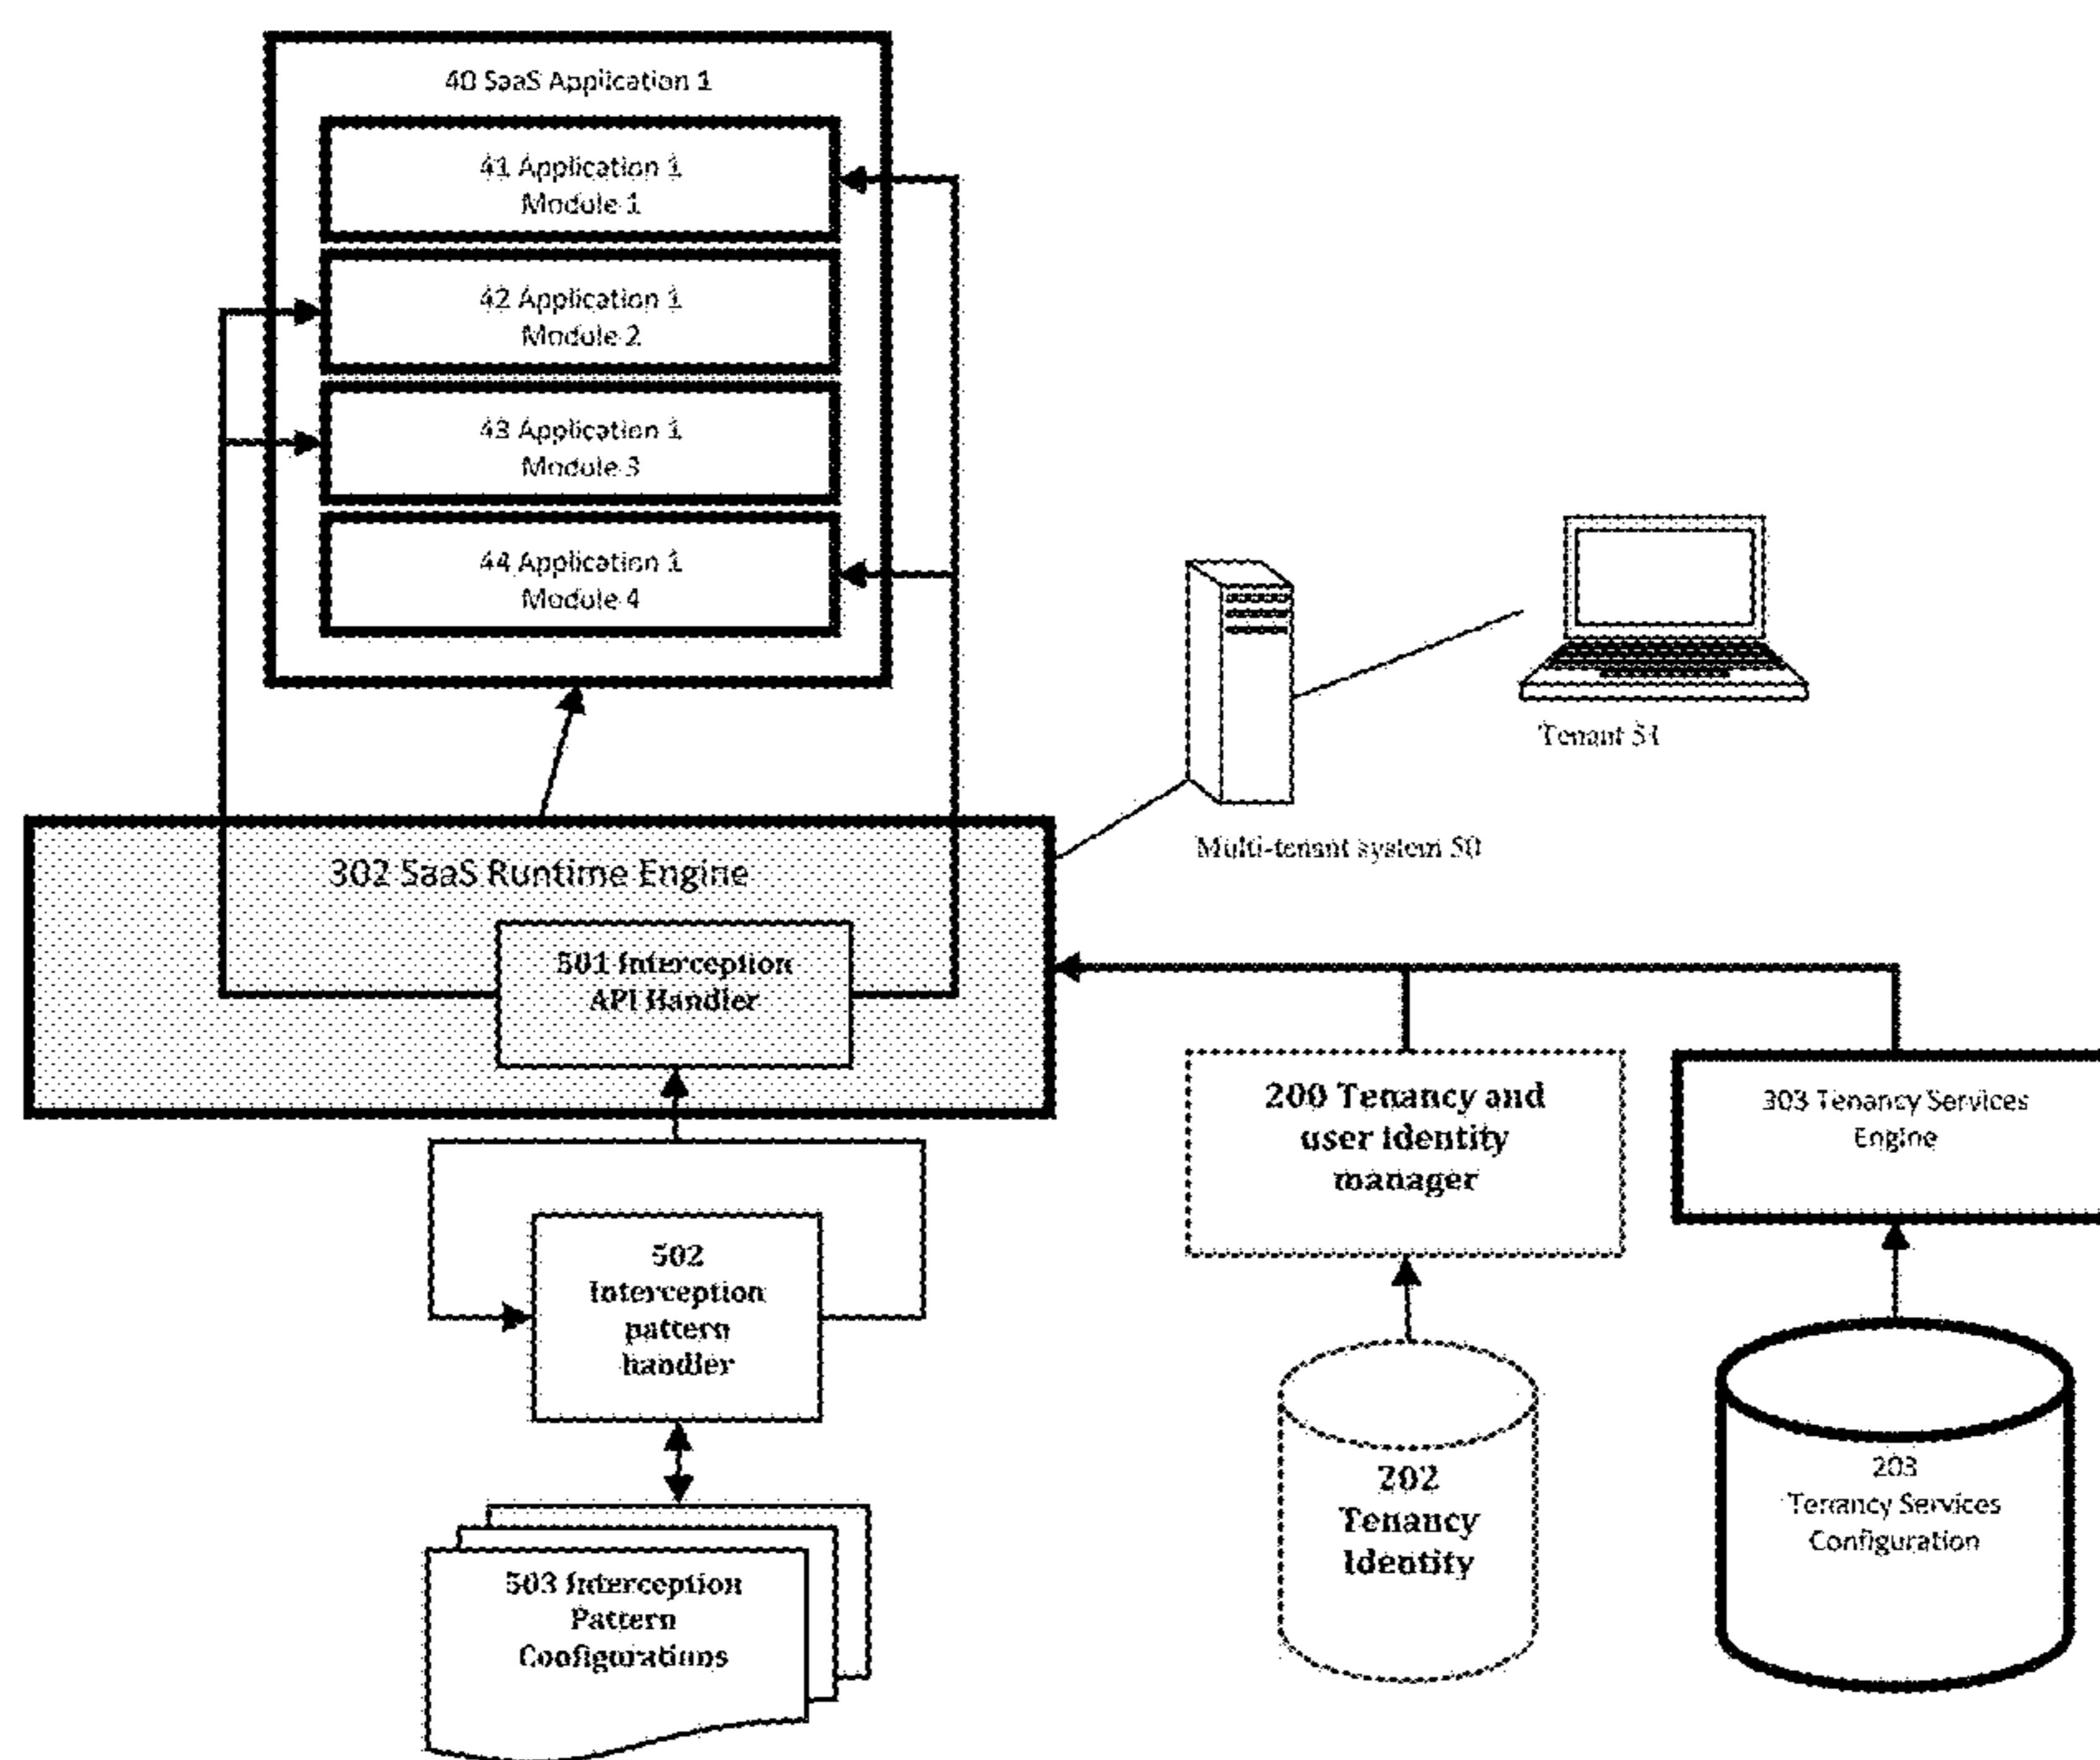 40 SaaS Application 1
41 Application 1
Module 1
42 Application 1
Module 2
43 Application 1
Module 3
44 Application 1
Module 4
Tenant 51
Multi-tenant system 50
302 SaaS Runtime Engine
501 Interception
API Handler
200 Tenancy and
user identity
manager
303 Tenancy Services
Engine
502
Interception
pattern
handler
202
Tenancy
Identity
203
Tenancy Services
Configuration
503 Interception
Pattern
Configurations